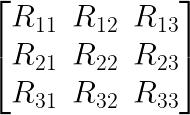 R₁₁ R₁₂ R₁₃
R₂₁ R₂₂ R₂₃
R₃₁ R₃₂ R₃₃